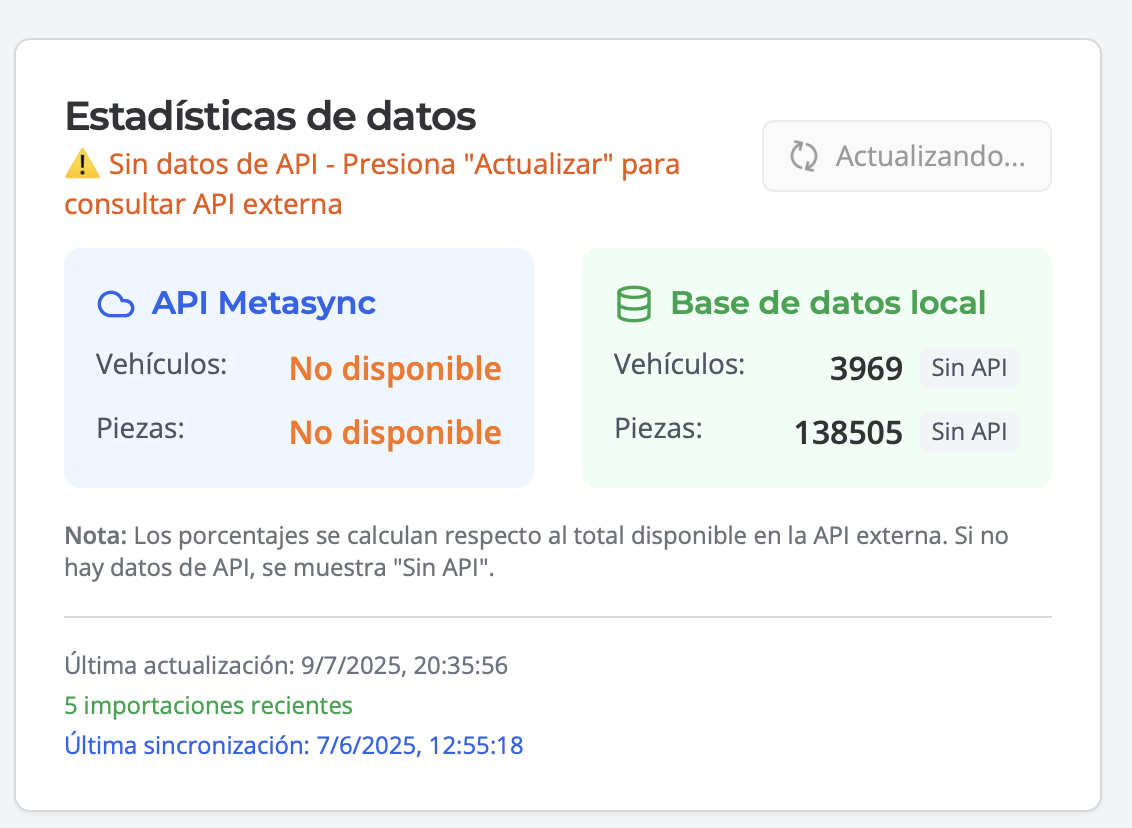 Estadísticas de datos
⚠️ Sin datos de API - Presiona "Actualizar" para
consultar API externa
Actualizando...
API Metasync
Vehículos: No disponible
Piezas: No disponible
Base de datos local
Vehículos: 3969 Sin API
Piezas: 138505 Sin API
Nota: Los porcentajes se calculan respecto al total disponible en la API externa. Si no
hay datos de API, se muestra "Sin API".
Última actualización: 9/7/2025, 20:35:56
5 importaciones recientes
Última sincronización: 7/6/2025, 12:55:18